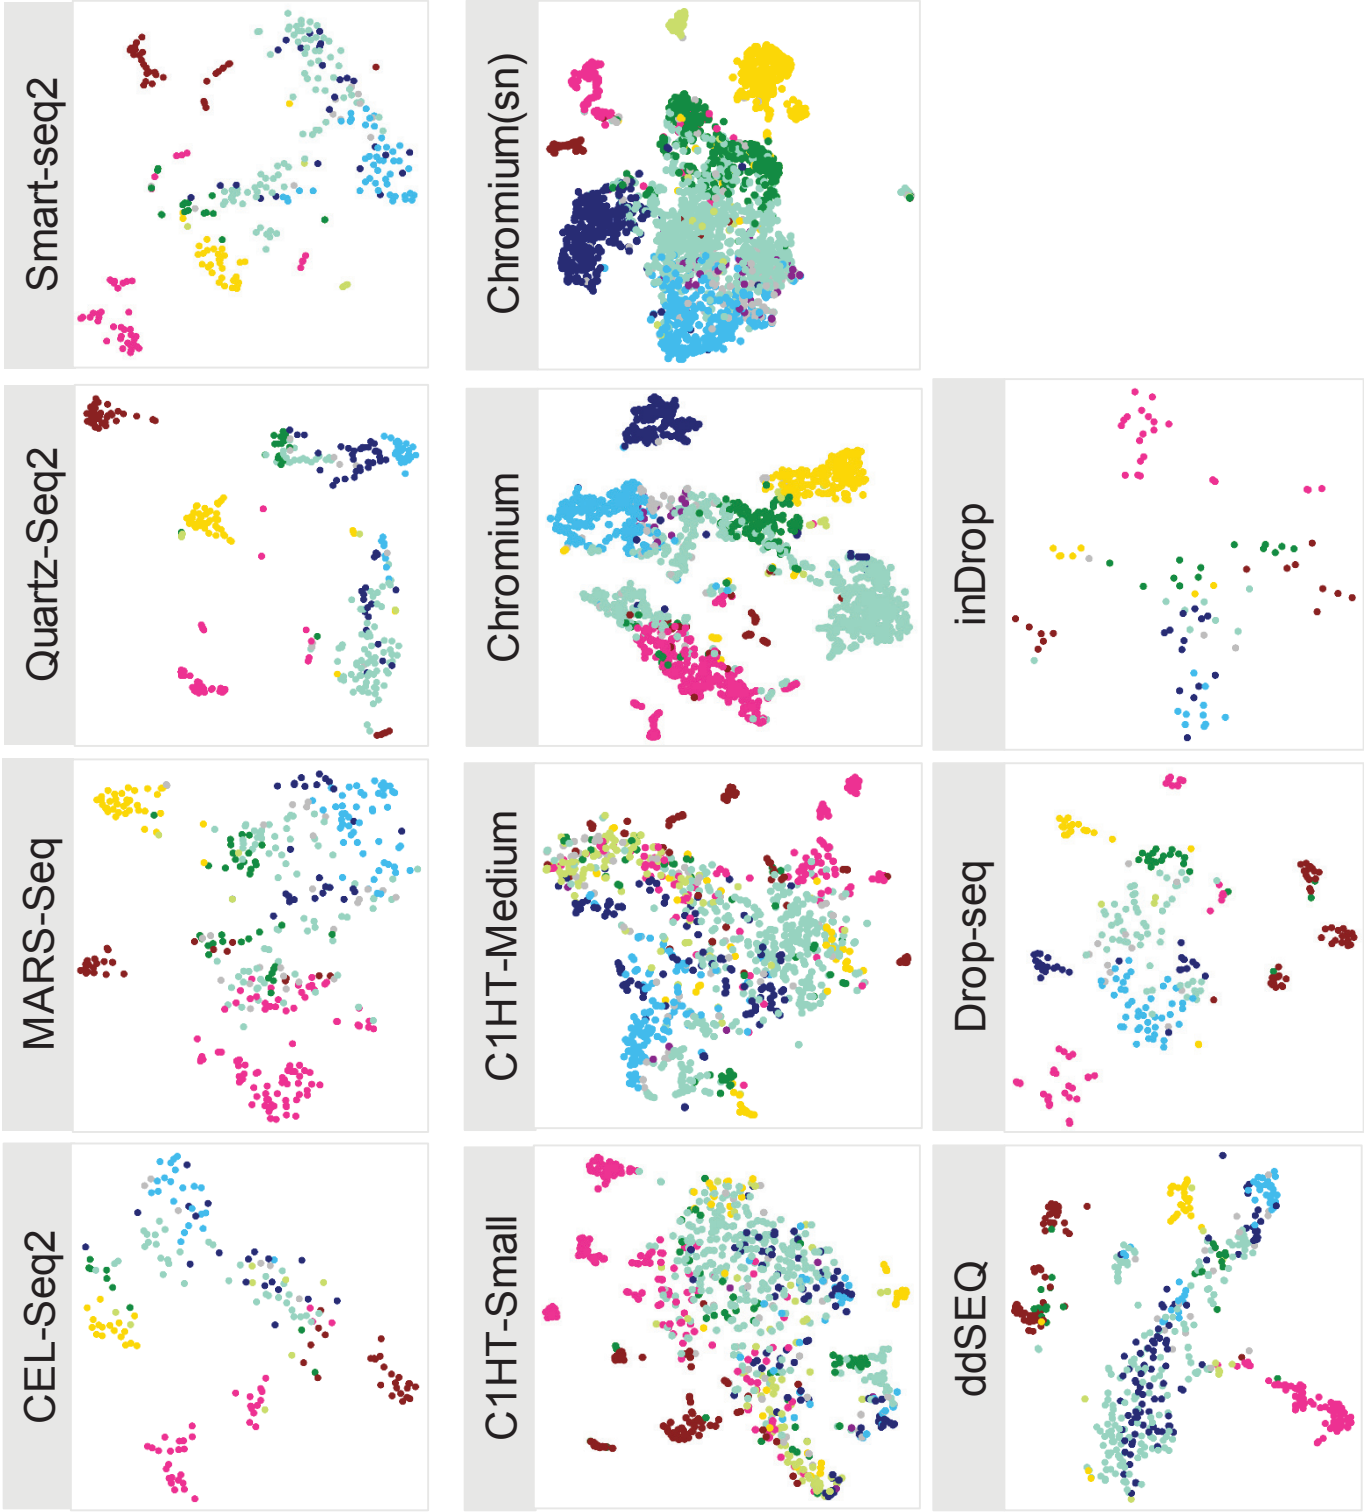 Smart-seq2
Chromium(sn)
Quartz-Seq2
Chromium
inDrop
MARS-Seq
C1HT-Medium
Drop-seq
CEL-Seq2
C1HT-Small
ddSEQ